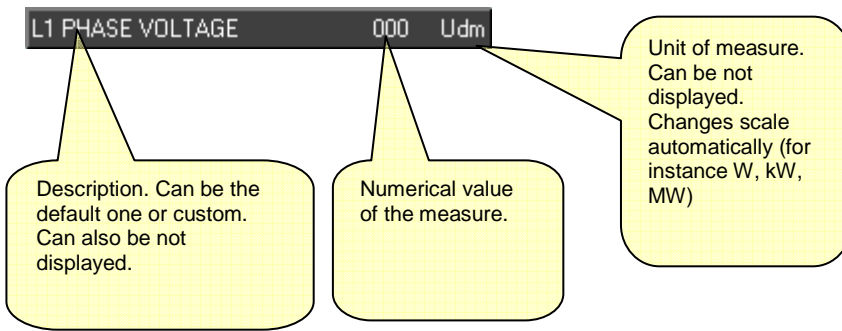 L1 PHASE VOLTAGE 000 Udm
Unit of measure.
Can be not
displayed.
Changes scale
automatically (for
instance W, kW,
MW)
Description. Can be the
default one or custom.
Can also be not
displayed.
Numerical value
of the measure.